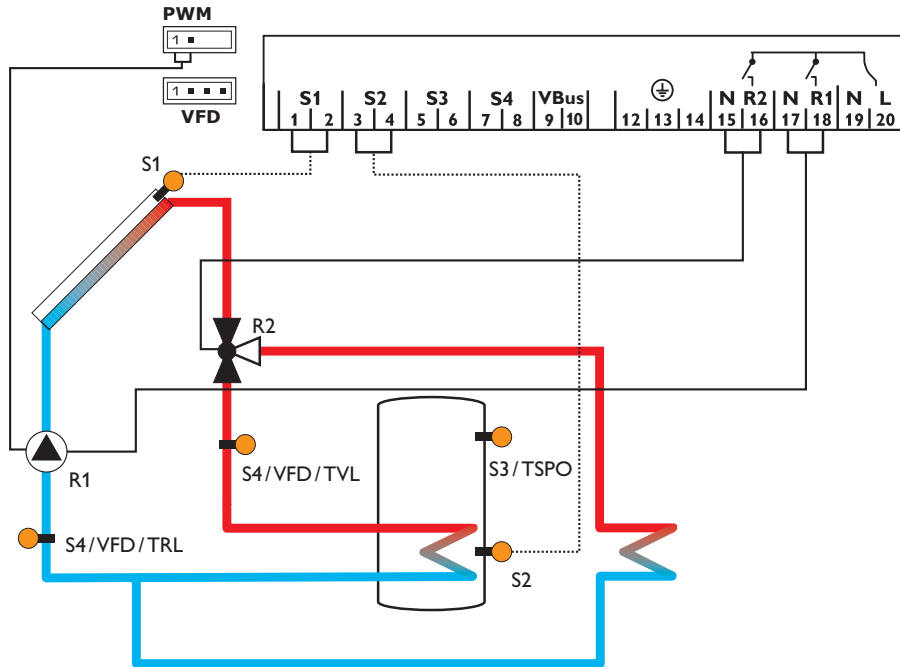 PWM
1
VFD
1
S1 S2 S3 S4 VBus N R2 N R1 N L
1 2 3 4 5 6 7 8 9 10 12 13 14 15 16 17 18 19 20
S1
R2
S4/VFD/TVL
S3/TSPO
R1
S4/VFD/TRL
S2